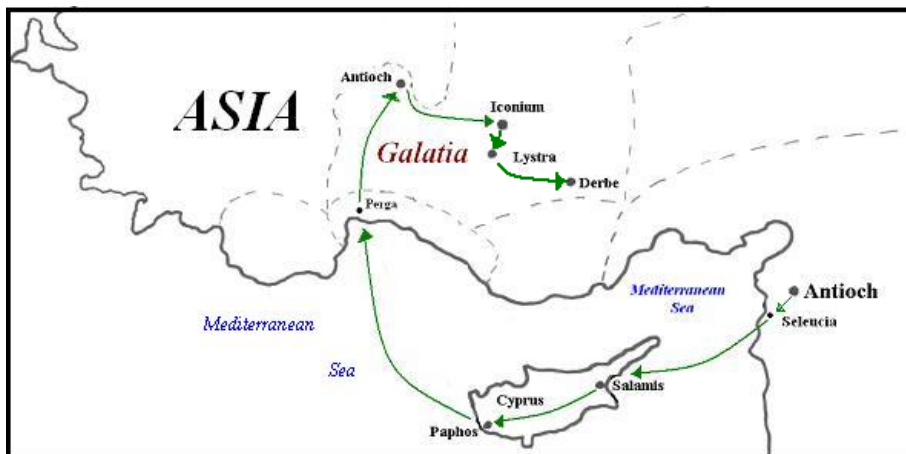 Antioch
ASIA
Iconium
Galatia
Lystra
Derbe
Perga
Mediterranean
Sea
Antioch
Seleucia
Mediterranean
Sea
Salamis
Cyprus
Paphos